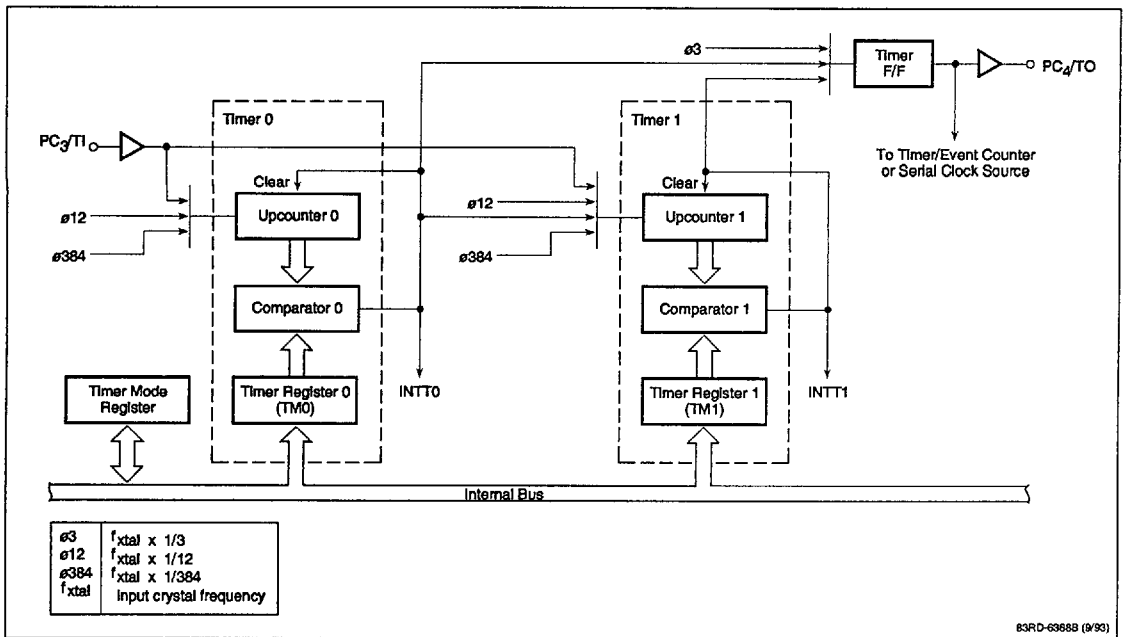 ø3
Timer
F/F
PC4/TO
To Timer/Event Counter
or Serial Clock Source
PC3/TI
Timer 0
Clear
ø12
Upcounter 0
ø384
Comparator 0
INTT0
Timer Register 0
(TM0)
Timer 1
Clear
ø12
Upcounter 1
ø384
Comparator 1
INTT1
Timer Register 1
(TM1)
Timer Mode
Register
Internal Bus
ø3 fxtal x 1/3
ø12 fxtal x 1/12
ø384 fxtal x 1/384
fxtal Input crystal frequency
83RD-6368B (9/93)